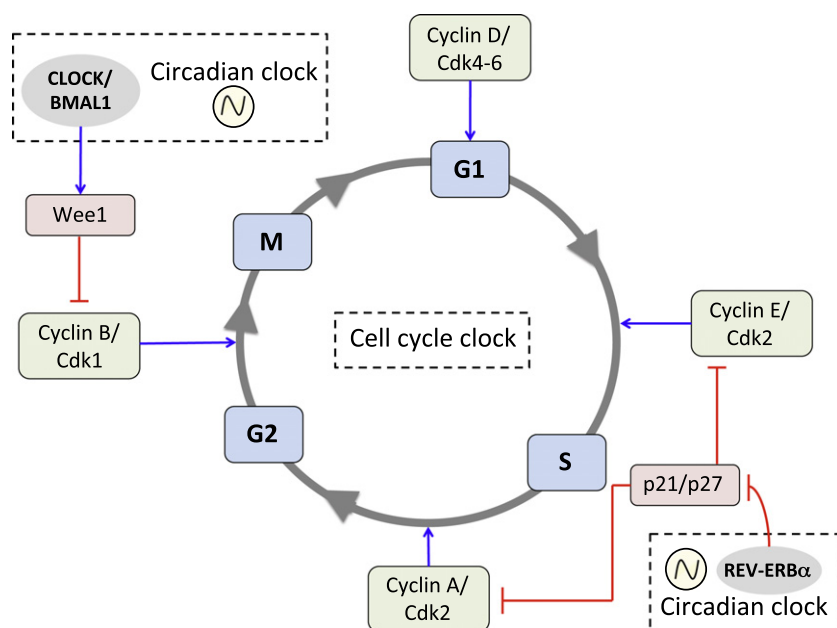 Cyclin D/
Cdk4-6
CLOCK/
BMAL1
Circadian clock
G1
Wee1
M
Cyclin B/
Cdk1
Cell cycle clock
Cyclin E/
Cdk2
G2
S
p21/p27
Cyclin A/
Cdk2
REV-ERBα
Circadian clock